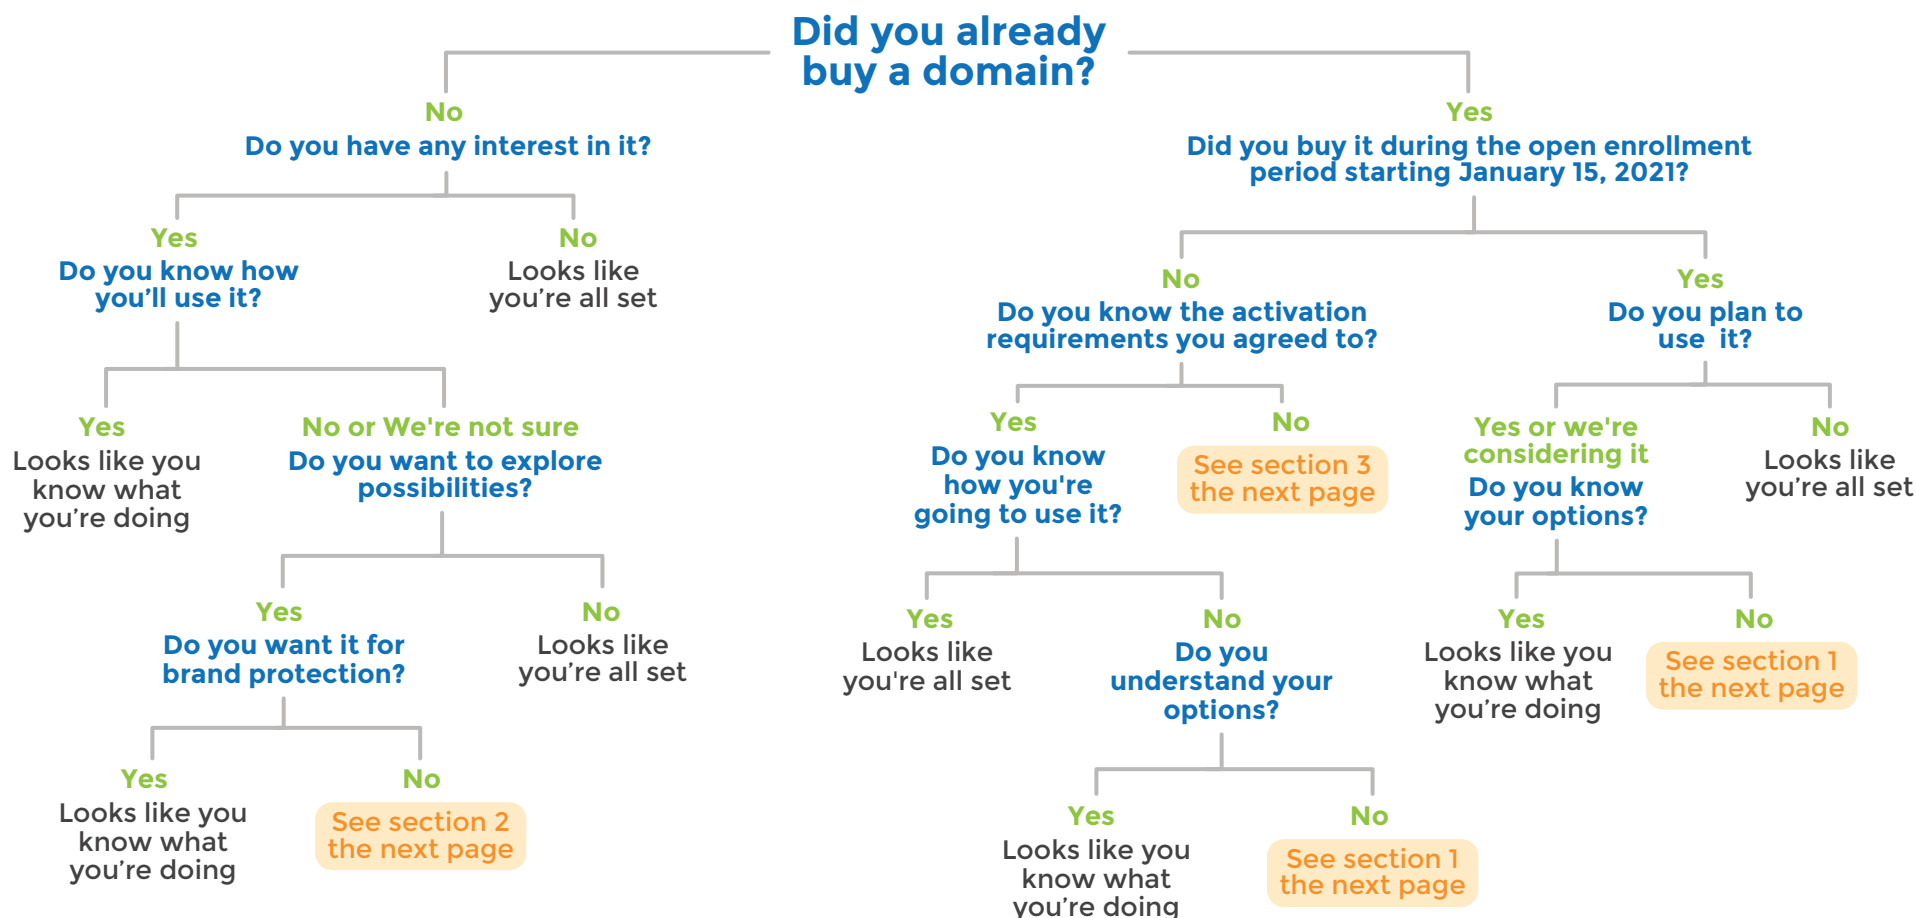 Did you already
buy a domain?
No
Do you have any interest in it?
Yes
Do you know how
you’ll use it?
No
Looks like
you’re all set
Yes
Looks like you
know what
you’re doing
No or We're not sure
Do you want to explore
possibilities?
Yes
Do you want it for
brand protection?
No
Looks like
you’re all set
Yes
Looks like you
know what
you’re doing
No
See section 2
the next page
Yes
Did you buy it during the open enrollment
period starting January 15, 2021?
No
Do you know the activation
requirements you agreed to?
Yes
Do you know
how you're
going to use it?
No
See section 3
the next page
Yes
Looks like
you're all set
No
Do you
understand your
options?
Yes
Looks like you
know what
you’re doing
No
See section 1
the next page
Yes
Do you plan to
use it?
Yes or we're
considering it
Do you know
your options?
No
Looks like
you’re all set
Yes
Looks like you
know what
you’re doing
No
See section 1
the next page